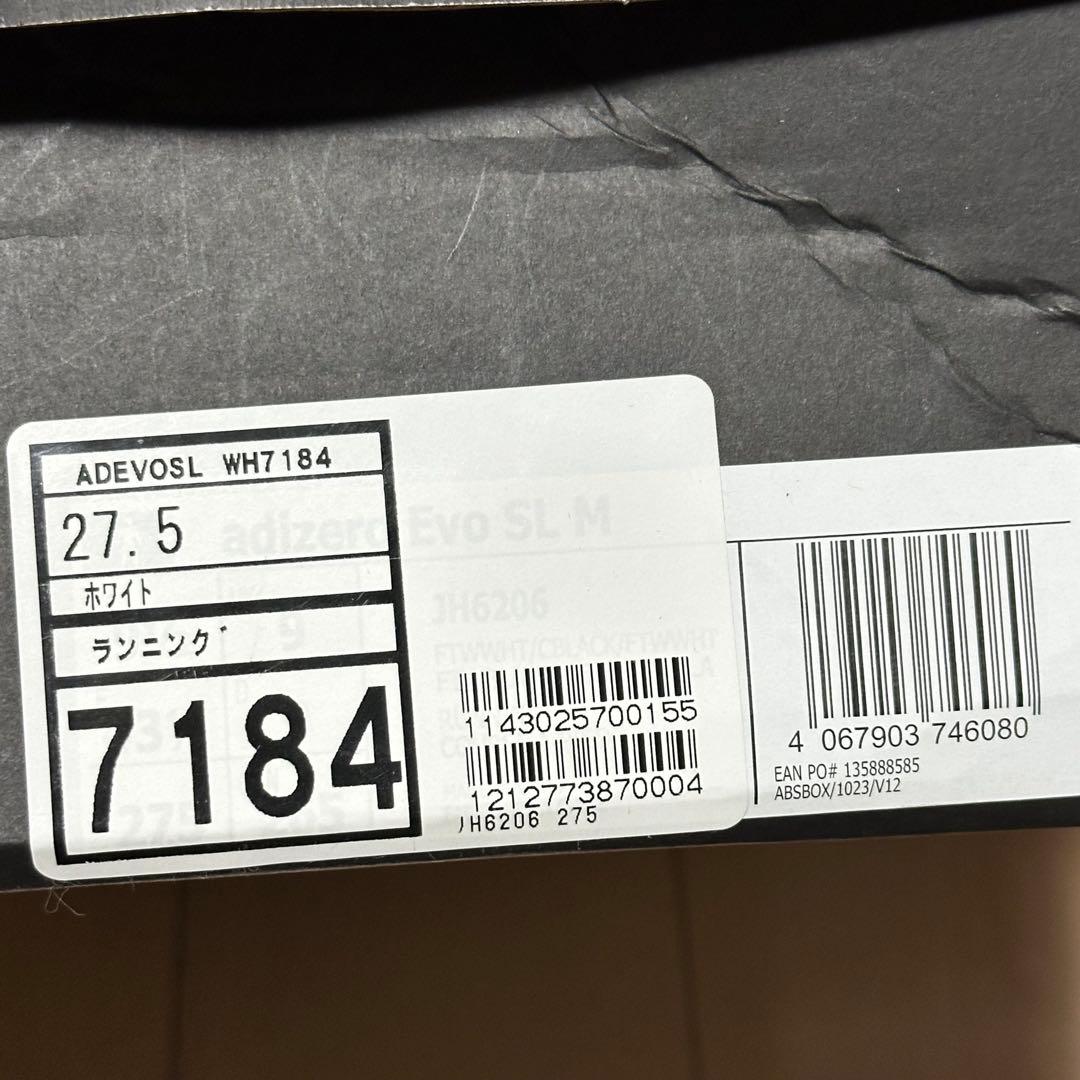 ADEVOSL WH7184
27.5
ホワイト
ランニング
7184
adizero Evo SL M
JH6206
FTWWHT/CBLACK/FTWWHT
1143025700155
1212773870004
JH6206 275
4 067903 746080
EAN PO# 135888585
ABSBOX/1023/V12